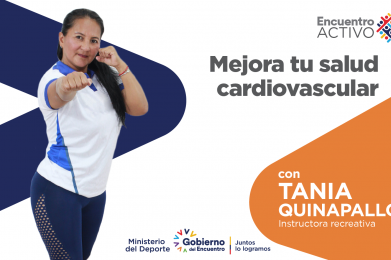 Encuentro
ACTIVO
Mejora tu salud
cardiovascular
con
TANIA
QUINAPALLO
Instructora recreativa
Ministerio
del Deporte
Gobierno
del Encuentro
Juntos
lo logramos